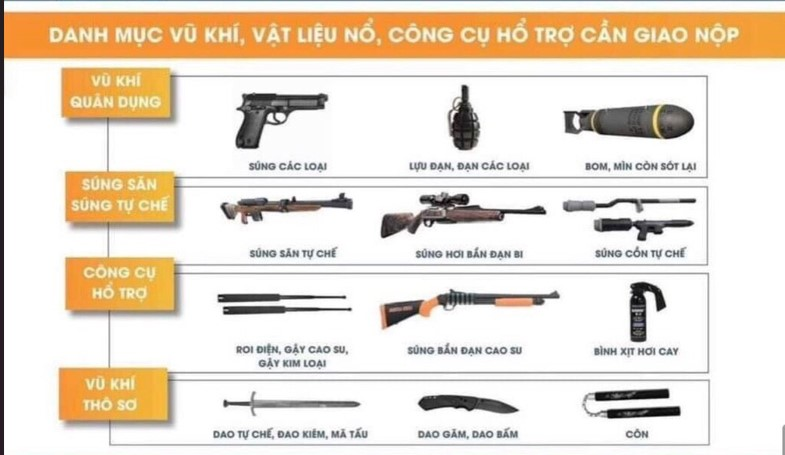 DANH MỤC VŨ KHÍ, VẬT LIỆU NỔ, CÔNG CỤ HỔ TRỢ CẦN GIAO NỘP
VŨ KHÍ
QUÂN DỤNG
SÚNG CÁC LOẠI
LỰU ĐẠN, ĐẠN CÁC LOẠI
BOM, MÌN CÒN SÓT LẠI
SÚNG SĂN
SÚNG TỰ CHẾ
SÚNG SĂN TỰ CHẾ
SÚNG HƠI BẮN ĐẠN BI
SÚNG CỒN TỰ CHẾ
CÔNG CỤ
HỔ TRỢ
ROI ĐIỆN, GẬY CAO SU,
GẬY KIM LOẠI
SÚNG BẮN ĐẠN CAO SU
BÌNH XỊT HƠI CAY
VŨ KHÍ
THÔ SƠ
DAO TỰ CHẾ, ĐAO KIẾM, MÃ TẤU
DAO GĂM, DAO BẤM
CÔN